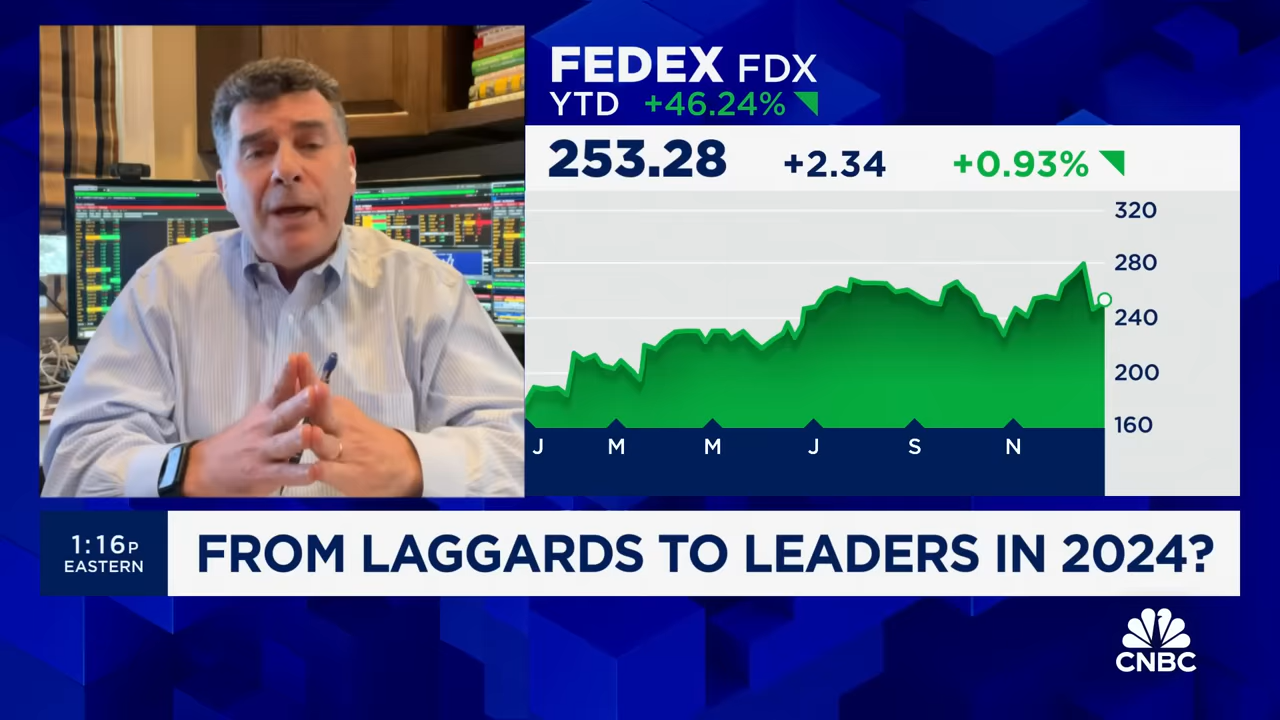 FEDEX FDX
YTD +46.24%
253.28 +2.34 +0.93%
320
280
240
200
160
J M M J S N
1:16P
EASTERN
FROM LAGGARDS TO LEADERS IN 2024?
CNBC